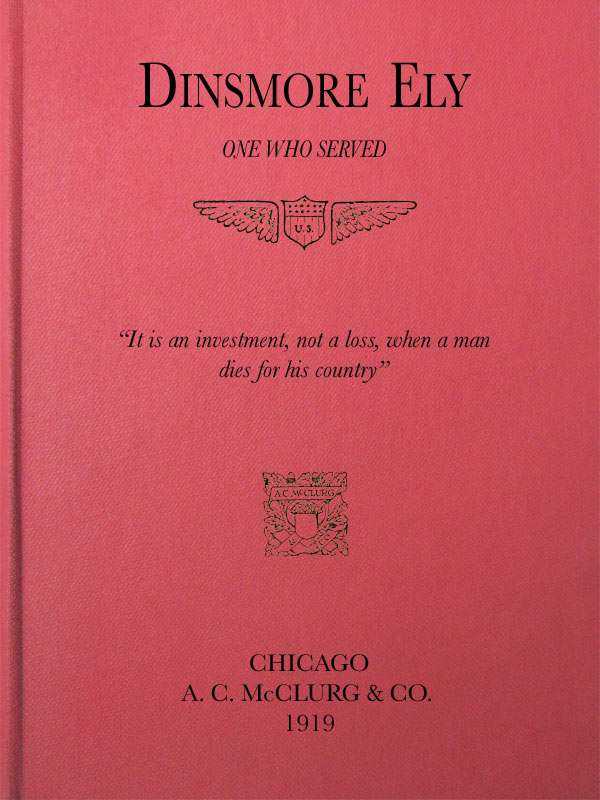 DINSMORE ELY
ONE WHO SERVED
U. S.
“It is an investment, not a loss, when a man
dies for his country”
A. C. McCLURG
CHICAGO
A. C. McCLURG & CO.
1919